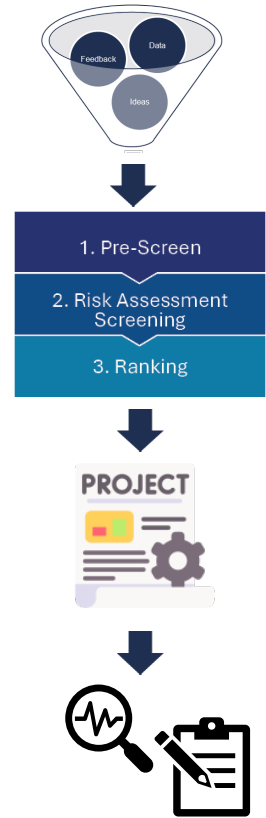 Data
Feedback
Ideas
1. Pre-Screen
2. Risk Assessment
Screening
3. Ranking
PROJECT